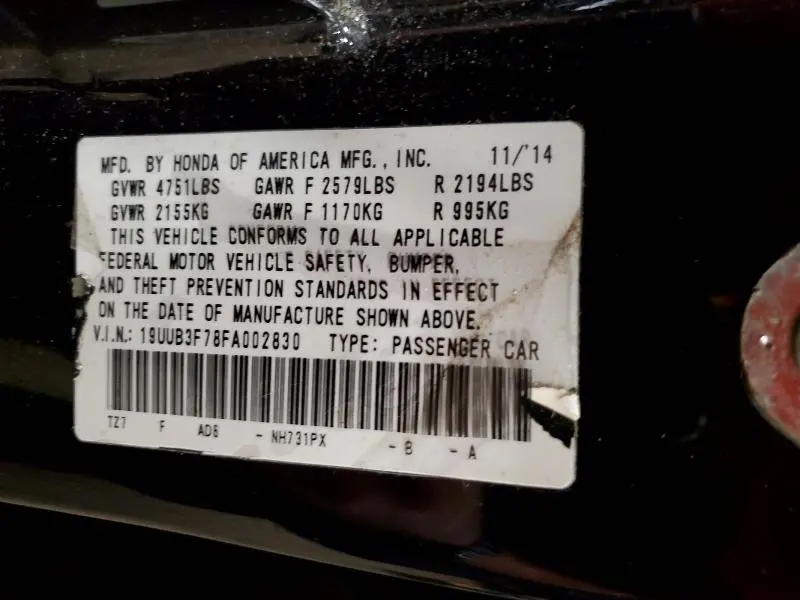 MFD. BY HONDA OF AMERICA MFG., INC. 11/'14
GVWR 4751LBS GAWR F 2579LBS R 2194LBS
GVWR 2155KG GAWR F 1170KG R 995KG
THIS VEHICLE CONFORMS TO ALL APPLICABLE
FEDERAL MOTOR VEHICLE SAFETY, BUMPER,
AND THEFT PREVENTION STANDARDS IN EFFECT
ON THE DATE OF MANUFACTURE SHOWN ABOVE.
V.I.N.: 19UUB3F78FA002830 TYPE: PASSENGER CAR
TZ7 F AD6 - NH731PX - B - A